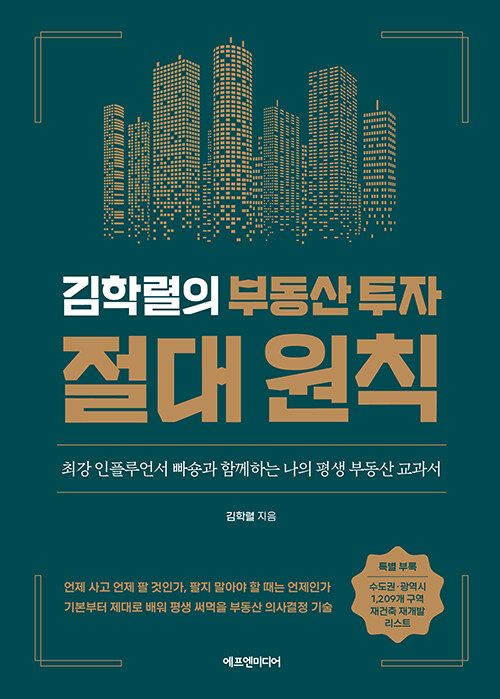 김학렬의 부동산 투자
절대 원칙
최강 인플루언서 빠숑과 함께하는 나의 평생 부동산 교과서
김학렬 지음
언제 사고 언제 팔 것인가, 팔지 말아야 할 때는 언제인가
기본부터 제대로 배워 평생 써먹을 부동산 의사결정 기술
특별 부록
수도권·광역시
1,209개 구역
재건축 재개발
리스트
에프엔미디어